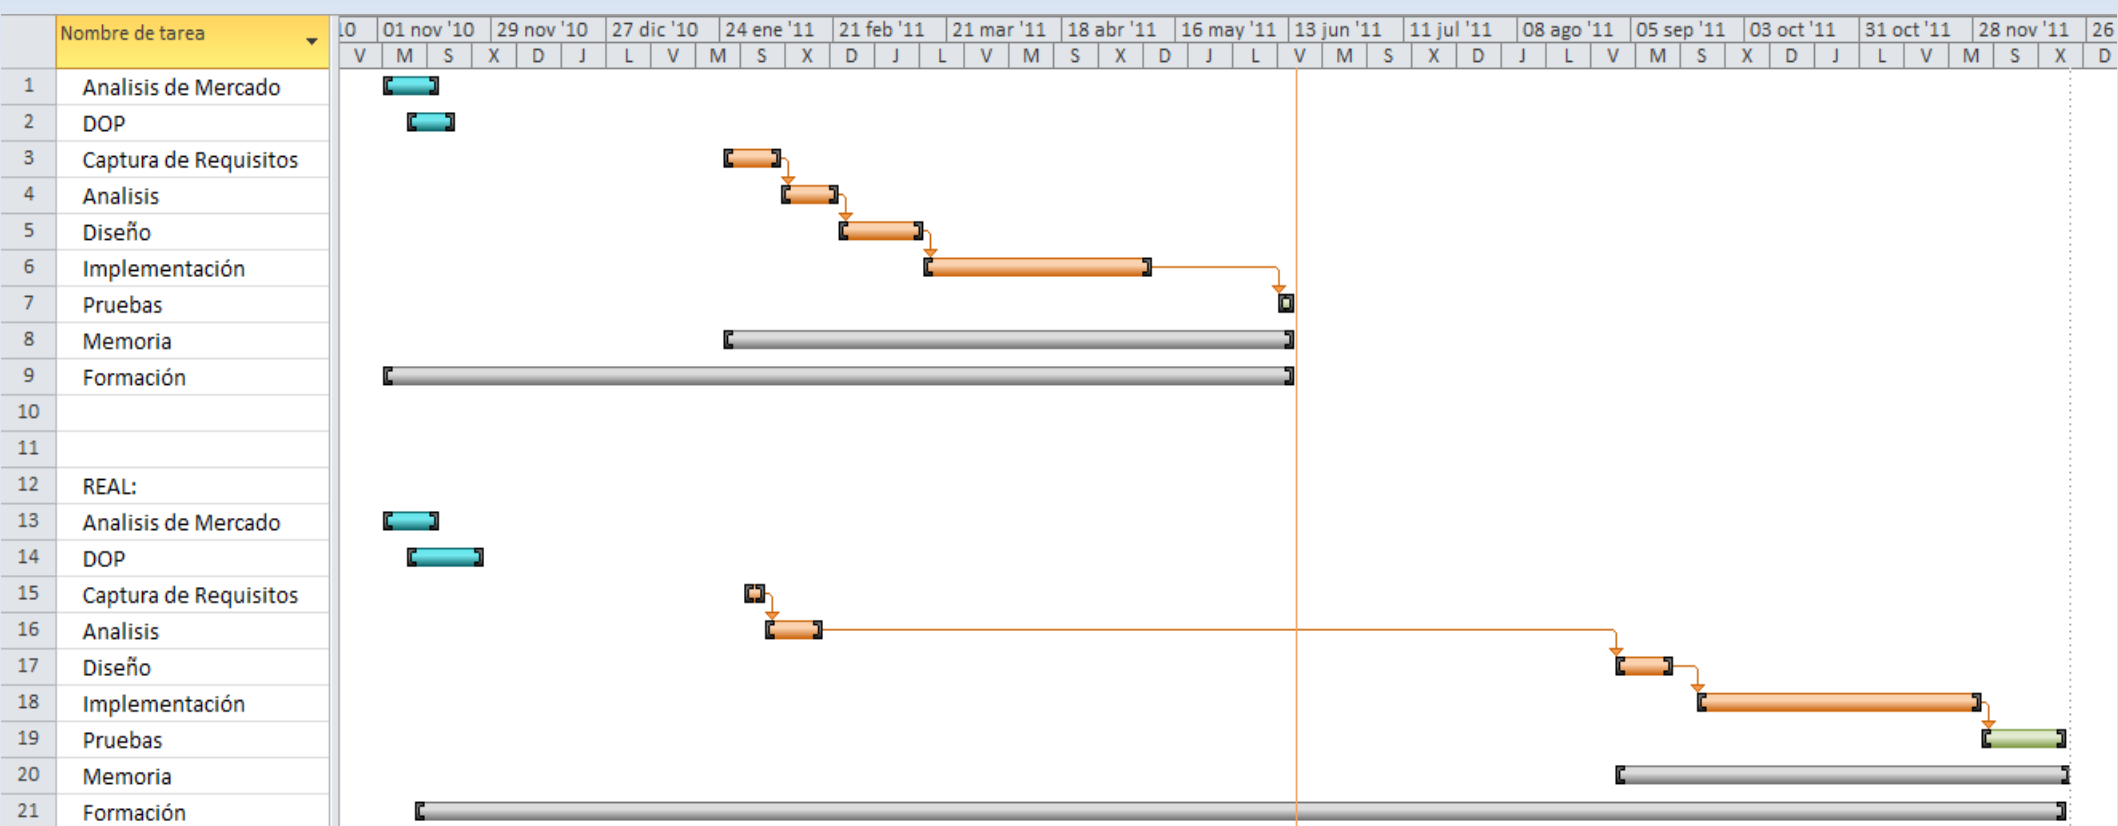 Nombre de tarea
10 01 nov '10 29 nov '10 27 dic '10 24 ene '11 21 feb '11 21 mar '11 18 abr '11 16 may '11 13 jun '11 11 jul '11 08 ago '11 05 sep '11 03 oct '11 31 oct '11 28 nov '11 26
V M S X D J L V M S X D J L V M S X D J L V M S X D J L V M S X D J L V M S X D
1 Analisis de Mercado
2 DOP
3 Captura de Requisitos
4 Analisis
5 Diseño
6 Implementación
7 Pruebas
8 Memoria
9 Formación
10
11
12 REAL:
13 Analisis de Mercado
14 DOP
15 Captura de Requisitos
16 Analisis
17 Diseño
18 Implementación
19 Pruebas
20 Memoria
21 Formación